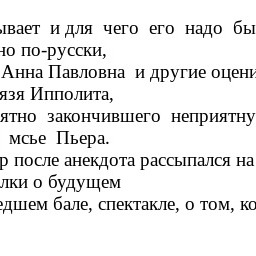 ывает и для чего его надо бы
но по-русски,
Анна Павловна и другие оцени
язя Ипполита,
ятно закончившего неприятну
мсье Пьера.
р после анекдота рассыпался на
лки о будущем
едшем бале, спектакле, о том, ко